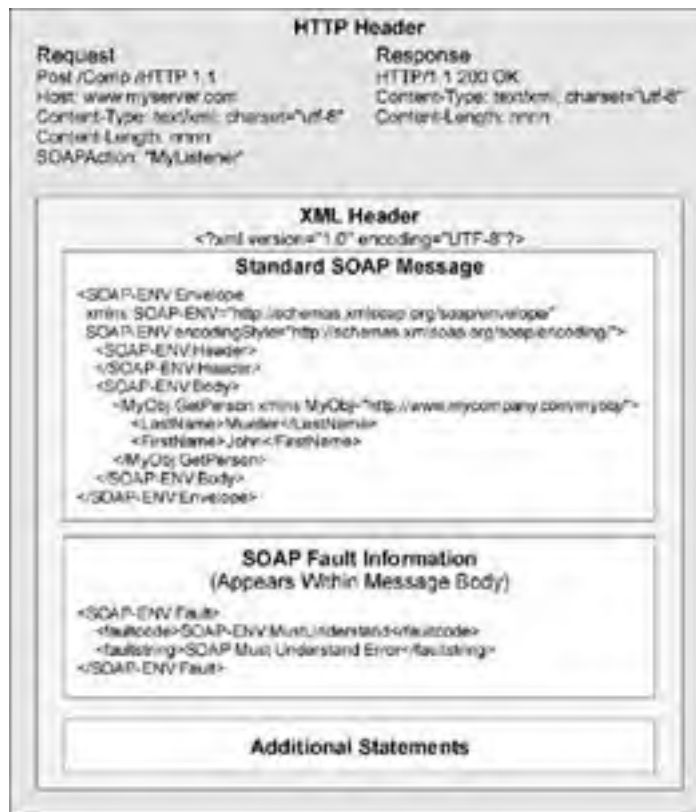 HTTP Header
Request
Post /Comp /HTTP 1.1
Host: www.myserver.com
Content-Type: text/xml; charset="utf-8"
Content-Length: nnnn
SOAPAction: "MyListener"
Response
HTTP/1.1 200 OK
Content-Type: text/xml; charset="utf-8"
Content-Length: nnnn
XML Header
<?xml version="1.0" encoding="UTF-8"?>
Standard SOAP Message
<SOAP-ENV:Envelope
xmlns:SOAP-ENV="http://schemas.xmlsoap.org/soap/envelope"
SOAP-ENV:encodingStyle="http://schemas.xmlsoap.org/soap/encoding/">
<SOAP-ENV:Header>
</SOAP-ENV:Header>
<SOAP-ENV:Body>
<MyObj:GetPerson xmlns:MyObj="http://www.mycompany.com/myobj/">
<LastName>Mueller</LastName>
<FirstName>John</FirstName>
</MyObj:GetPerson>
</SOAP-ENV:Body>
</SOAP-ENV:Envelope>
SOAP Fault Information
(Appears Within Message Body)
<SOAP-ENV:Fault>
<faultcode>SOAP-ENV:MustUnderstand</faultcode>
<faultstring>SOAP Must Understand Error</faultstring>
</SOAP-ENV:Fault>
Additional Statements